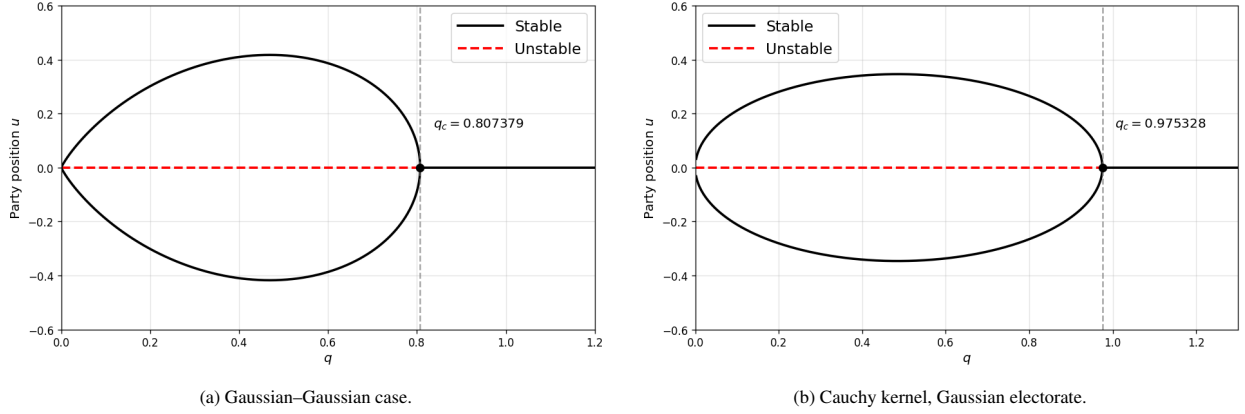 0.6
0.4
0.2
0.0
−0.2
−0.4
−0.6
Party position u
0.0 0.2 0.4 0.6 0.8 1.0 1.2
q
Stable
Unstable
q_c = 0.807379
(a) Gaussian–Gaussian case.
0.6
0.4
0.2
0.0
−0.2
−0.4
−0.6
Party position u
0.0 0.2 0.4 0.6 0.8 1.0 1.2
q
Stable
Unstable
q_c = 0.975328
(b) Cauchy kernel, Gaussian electorate.